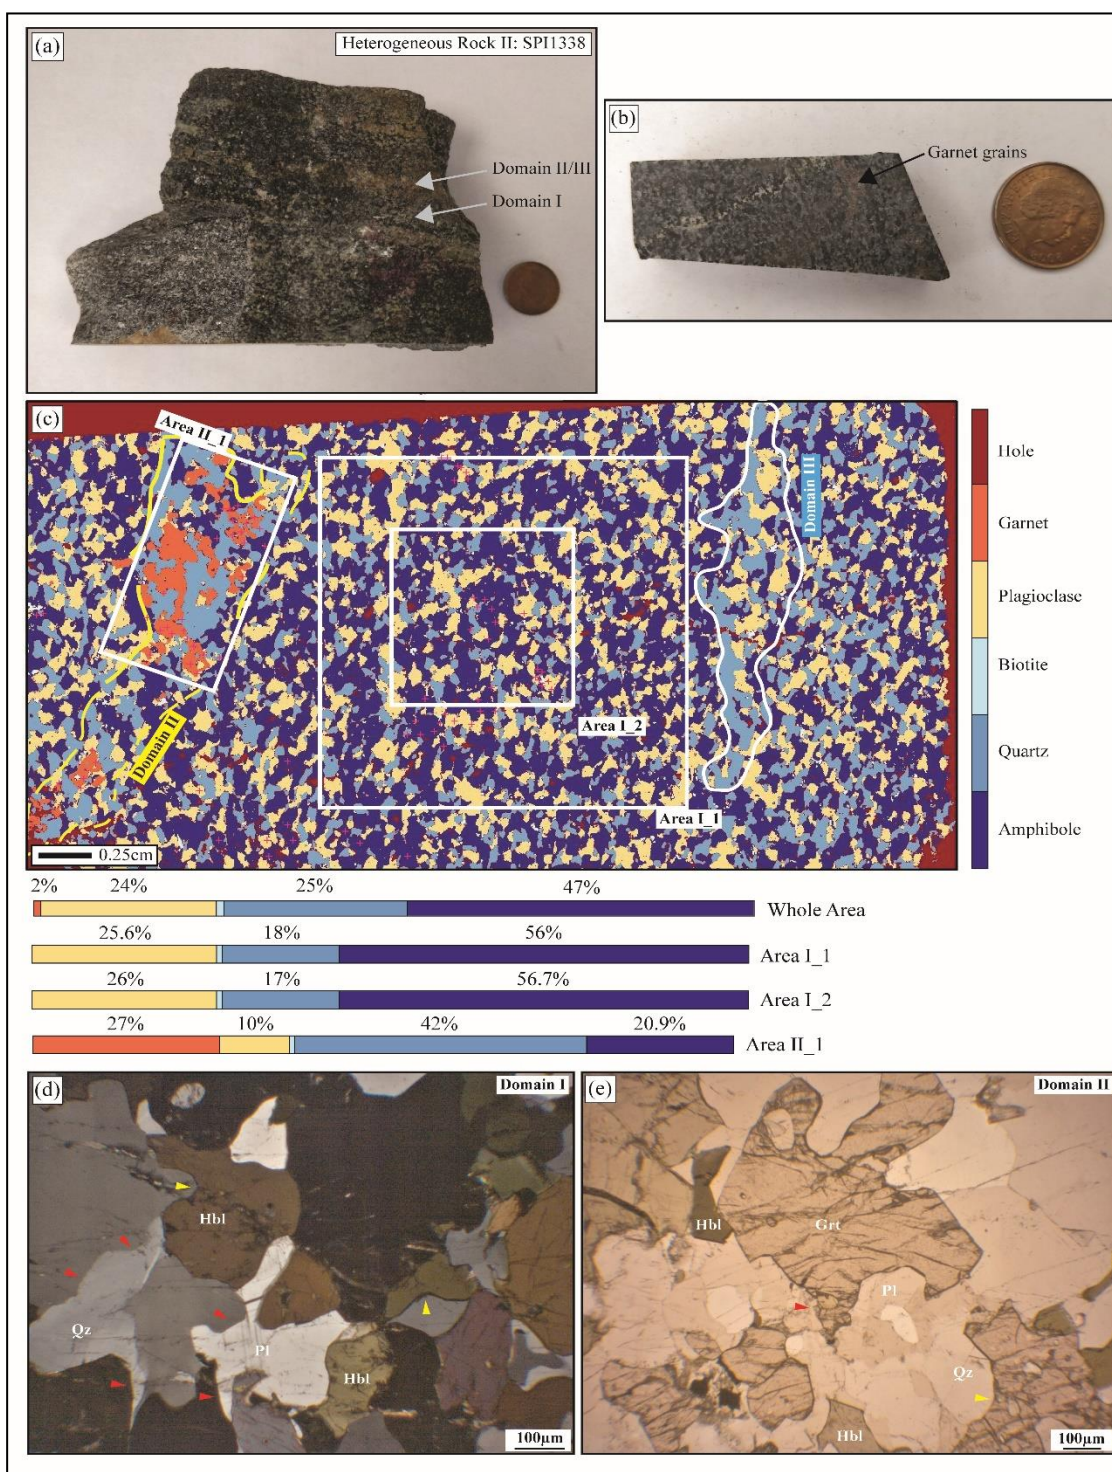 (a)
Heterogeneous Rock II: SPI1338
Domain II/III
Domain I
(b)
Garnet grains
(c)
Area II_1
Domain II
Area I_2
Area I_1
Domain III
0.25cm
Hole
Garnet
Plagioclase
Biotite
Quartz
Amphibole
2% 24% 25% 47%
Whole Area
25.6% 18% 56%
Area I_1
26% 17% 56.7%
Area I_2
27% 10% 42% 20.9%
Area II_1
(d)
Domain I
Hbl
Qz
Pl
Hbl
100µm
(e)
Domain II
Hbl
Grt
Pl
Qz
Hbl
100µm